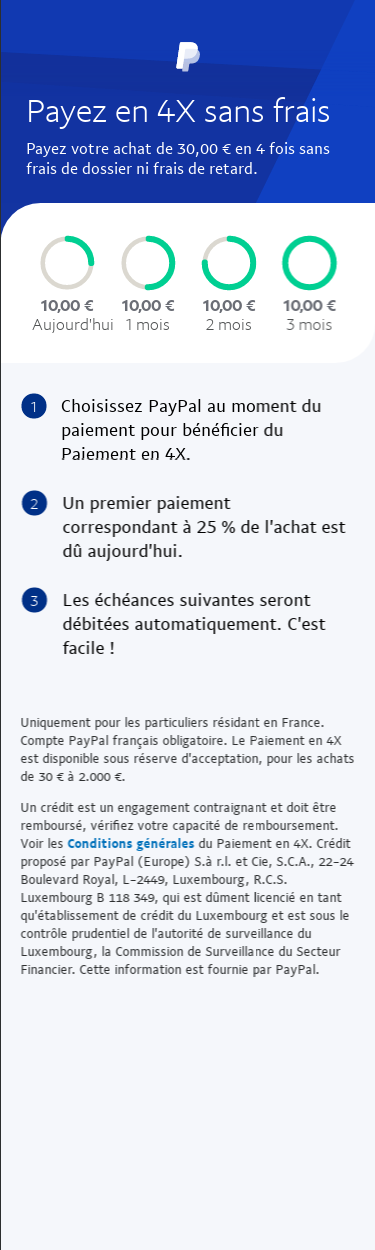 Payez en 4X sans frais
Payez votre achat de 30,00 € en 4 fois sans
frais de dossier ni frais de retard.
10,00 € 10,00 € 10,00 € 10,00 €
Aujourd'hui 1 mois 2 mois 3 mois
1 Choisissez PayPal au moment du
paiement pour bénéficier du
Paiement en 4X.
2 Un premier paiement
correspondant à 25 % de l'achat est
dû aujourd'hui.
3 Les échéances suivantes seront
débitées automatiquement. C'est
facile !
Uniquement pour les particuliers résidant en France.
Compte PayPal français obligatoire. Le Paiement en 4X
est disponible sous réserve d'acceptation, pour les achats
de 30 € à 2.000 €.
Un crédit est un engagement contraignant et doit être
remboursé, vérifiez votre capacité de remboursement.
Voir les Conditions générales du Paiement en 4X. Crédit
proposé par PayPal (Europe) S.à r.l. et Cie, S.C.A., 22-24
Boulevard Royal, L-2449, Luxembourg, R.C.S.
Luxembourg B 118 349, qui est dûment licencié en tant
qu'établissement de crédit du Luxembourg et est sous le
contrôle prudentiel de l'autorité de surveillance du
Luxembourg, la Commission de Surveillance du Secteur
Financier. Cette information est fournie par PayPal.